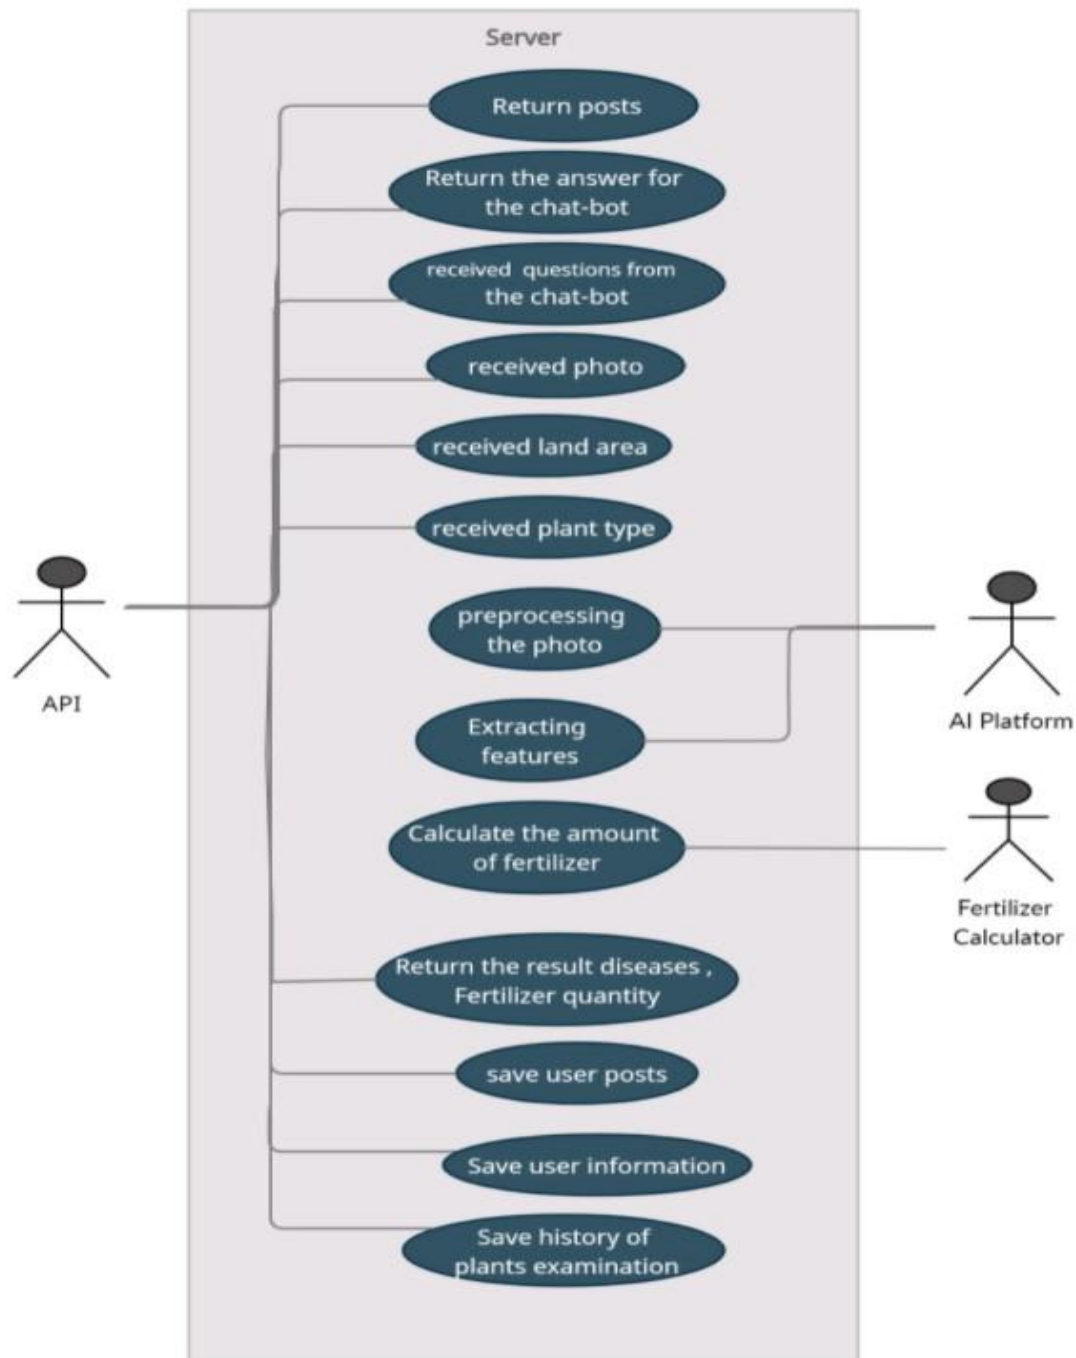 Server
Return posts
Return the answer for
the chat-bot
received questions from
the chat-bot
received photo
received land area
received plant type
preprocessing
the photo
API
AI Platform
Extracting
features
Calculate the amount
of fertilizer
Fertilizer
Calculator
Return the result diseases ,
Fertilizer quantity
save user posts
Save user information
Save history of
plants examination